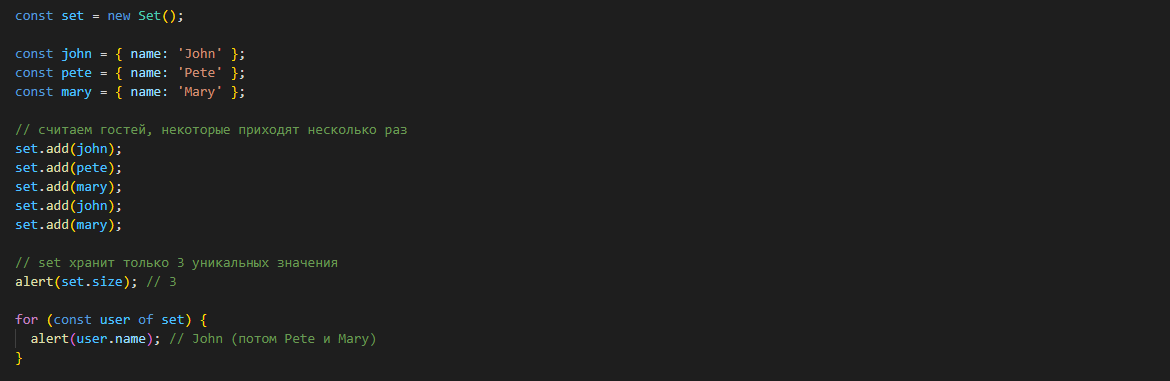 const set = new Set();
const john = { name: 'John' };
const pete = { name: 'Pete' };
const mary = { name: 'Mary' };
// считаем гостей, некоторые приходят несколько раз
set.add(john);
set.add(pete);
set.add(mary);
set.add(john);
set.add(mary);
// set хранит только 3 уникальных значения
alert(set.size); // 3
for (const user of set) {
alert(user.name); // John (потом Pete и Mary)
}